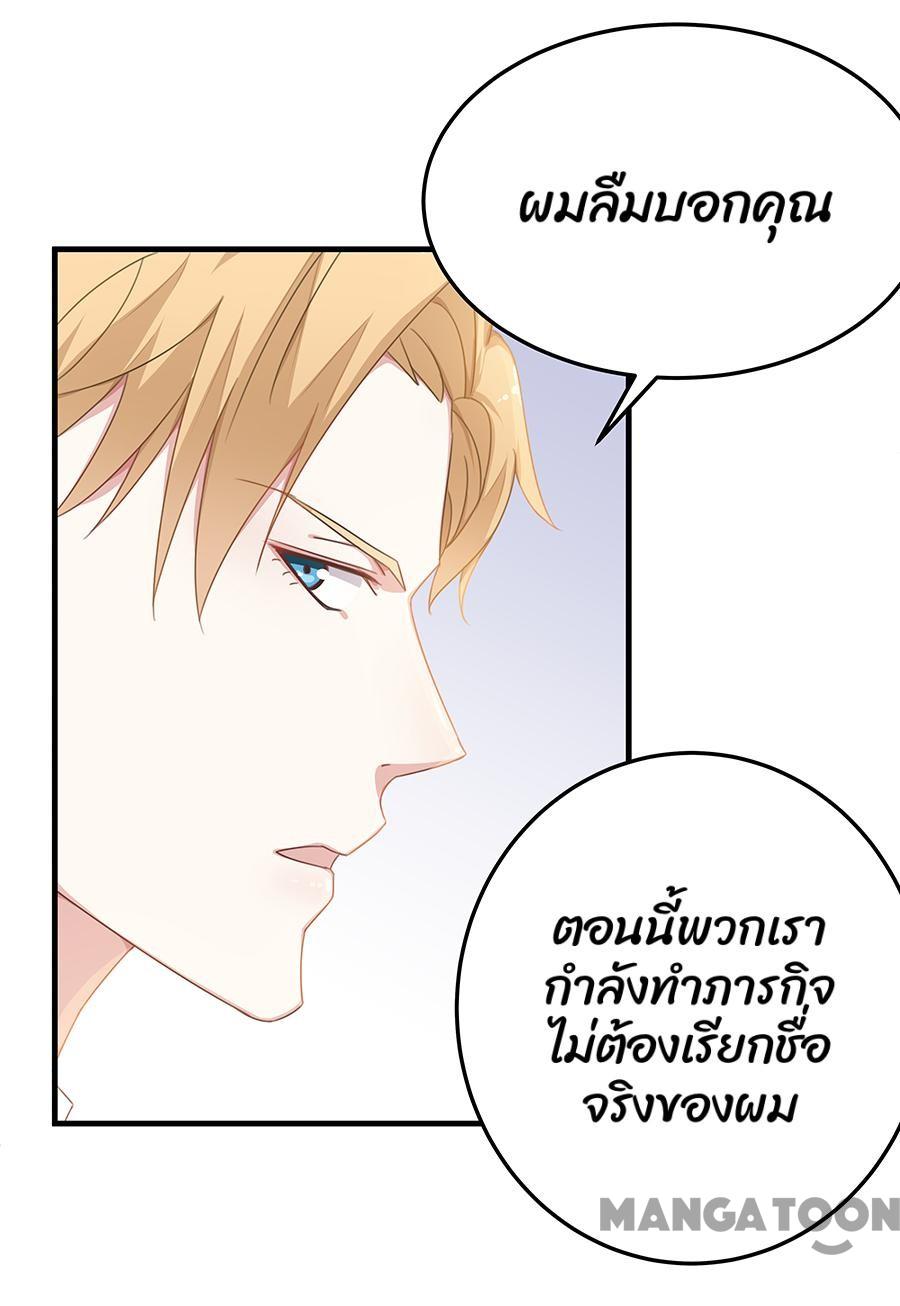 ผมลืมบอกคุณ
ตอนนี้พวกเรา
กำลังทำภารกิจ
ไม่ต้องเรียกชื่อ
จริงของผม
MANGATOON